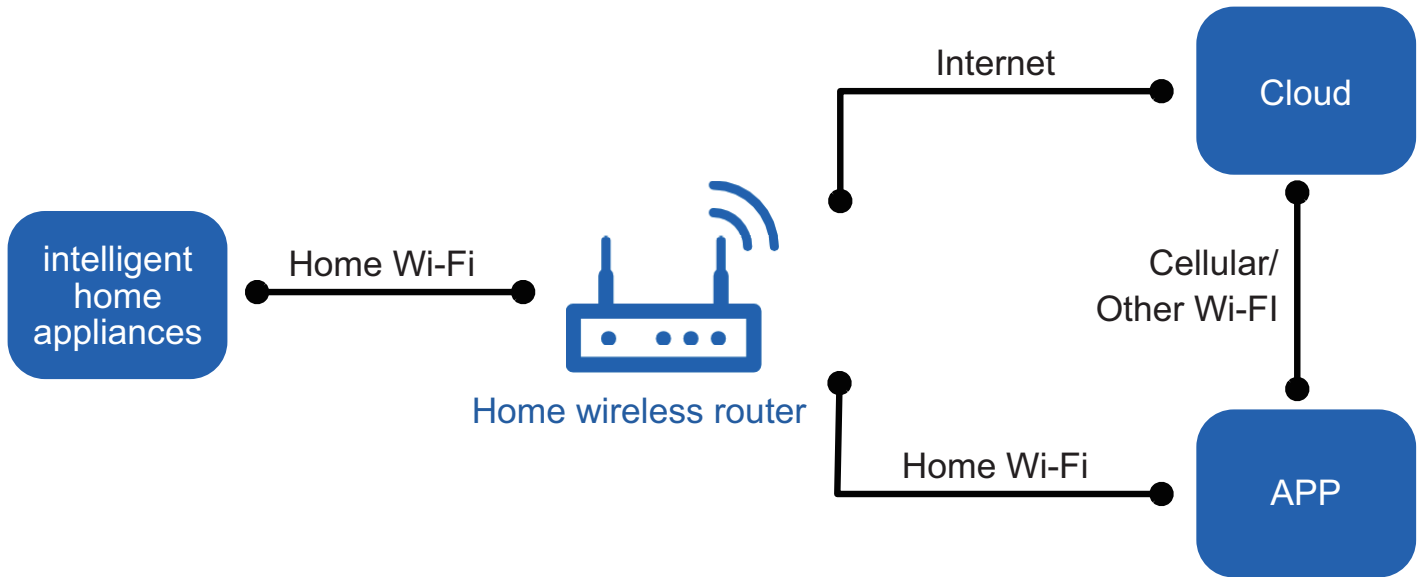 Internet
Cloud
intelligent
home
appliances
Home Wi-Fi
Cellular/
Other Wi-FI
Home wireless router
Home Wi-Fi
APP